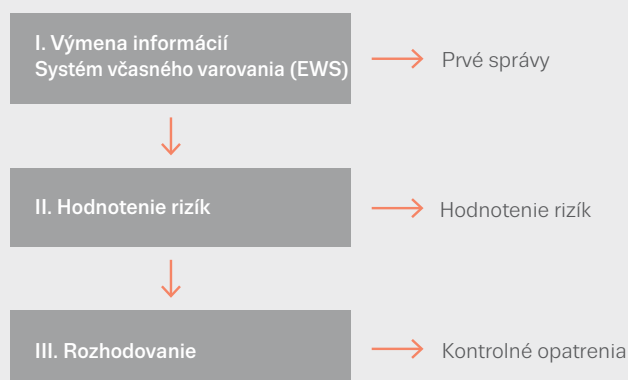 I. Výmena informácií
Systém včasného varovania (EWS)
Prvé správy
II. Hodnotenie rizík
Hodnotenie rizík
III. Rozhodovanie
Kontrolné opatrenia